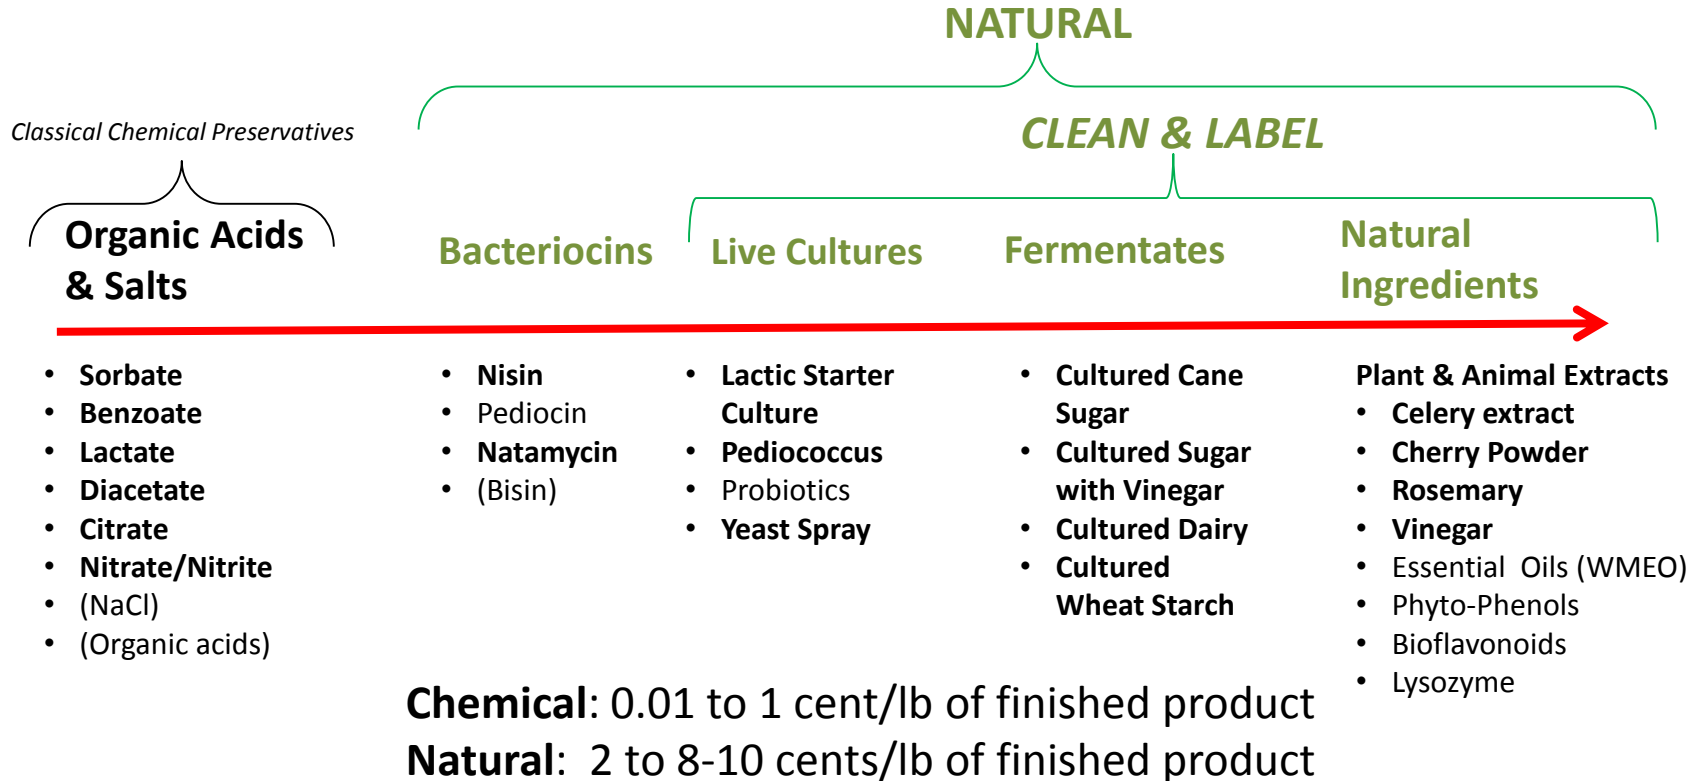 NATURAL
Classical Chemical Preservatives
CLEAN & LABEL
Organic Acids
& Salts
Bacteriocins
Live Cultures
Fermentates
Natural
Ingredients
• Sorbate
• Benzoate
• Lactate
• Diacetate
• Citrate
• Nitrate/Nitrite
• (NaCl)
• (Organic acids)
• Nisin
• Pediocin
• Natamycin
• (Bisin)
• Lactic Starter
Culture
• Pediococcus
• Probiotics
• Yeast Spray
• Cultured Cane
Sugar
• Cultured Sugar
with Vinegar
• Cultured Dairy
• Cultured
Wheat Starch
Plant & Animal Extracts
• Celery extract
• Cherry Powder
• Rosemary
• Vinegar
• Essential Oils (WMEO)
• Phyto-Phenols
• Bioflavonoids
• Lysozyme
Chemical: 0.01 to 1 cent/lb of finished product
Natural: 2 to 8-10 cents/lb of finished product